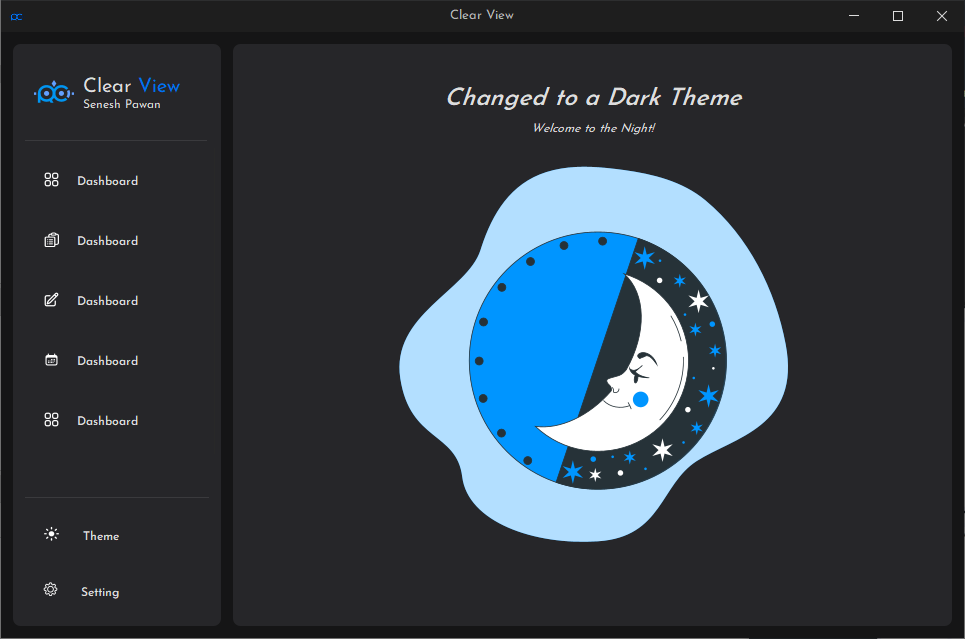 Clear View
Clear View
Senesh Pawan
Dashboard
Dashboard
Dashboard
Dashboard
Dashboard
Theme
Setting
Changed to a Dark Theme
Welcome to the Night!